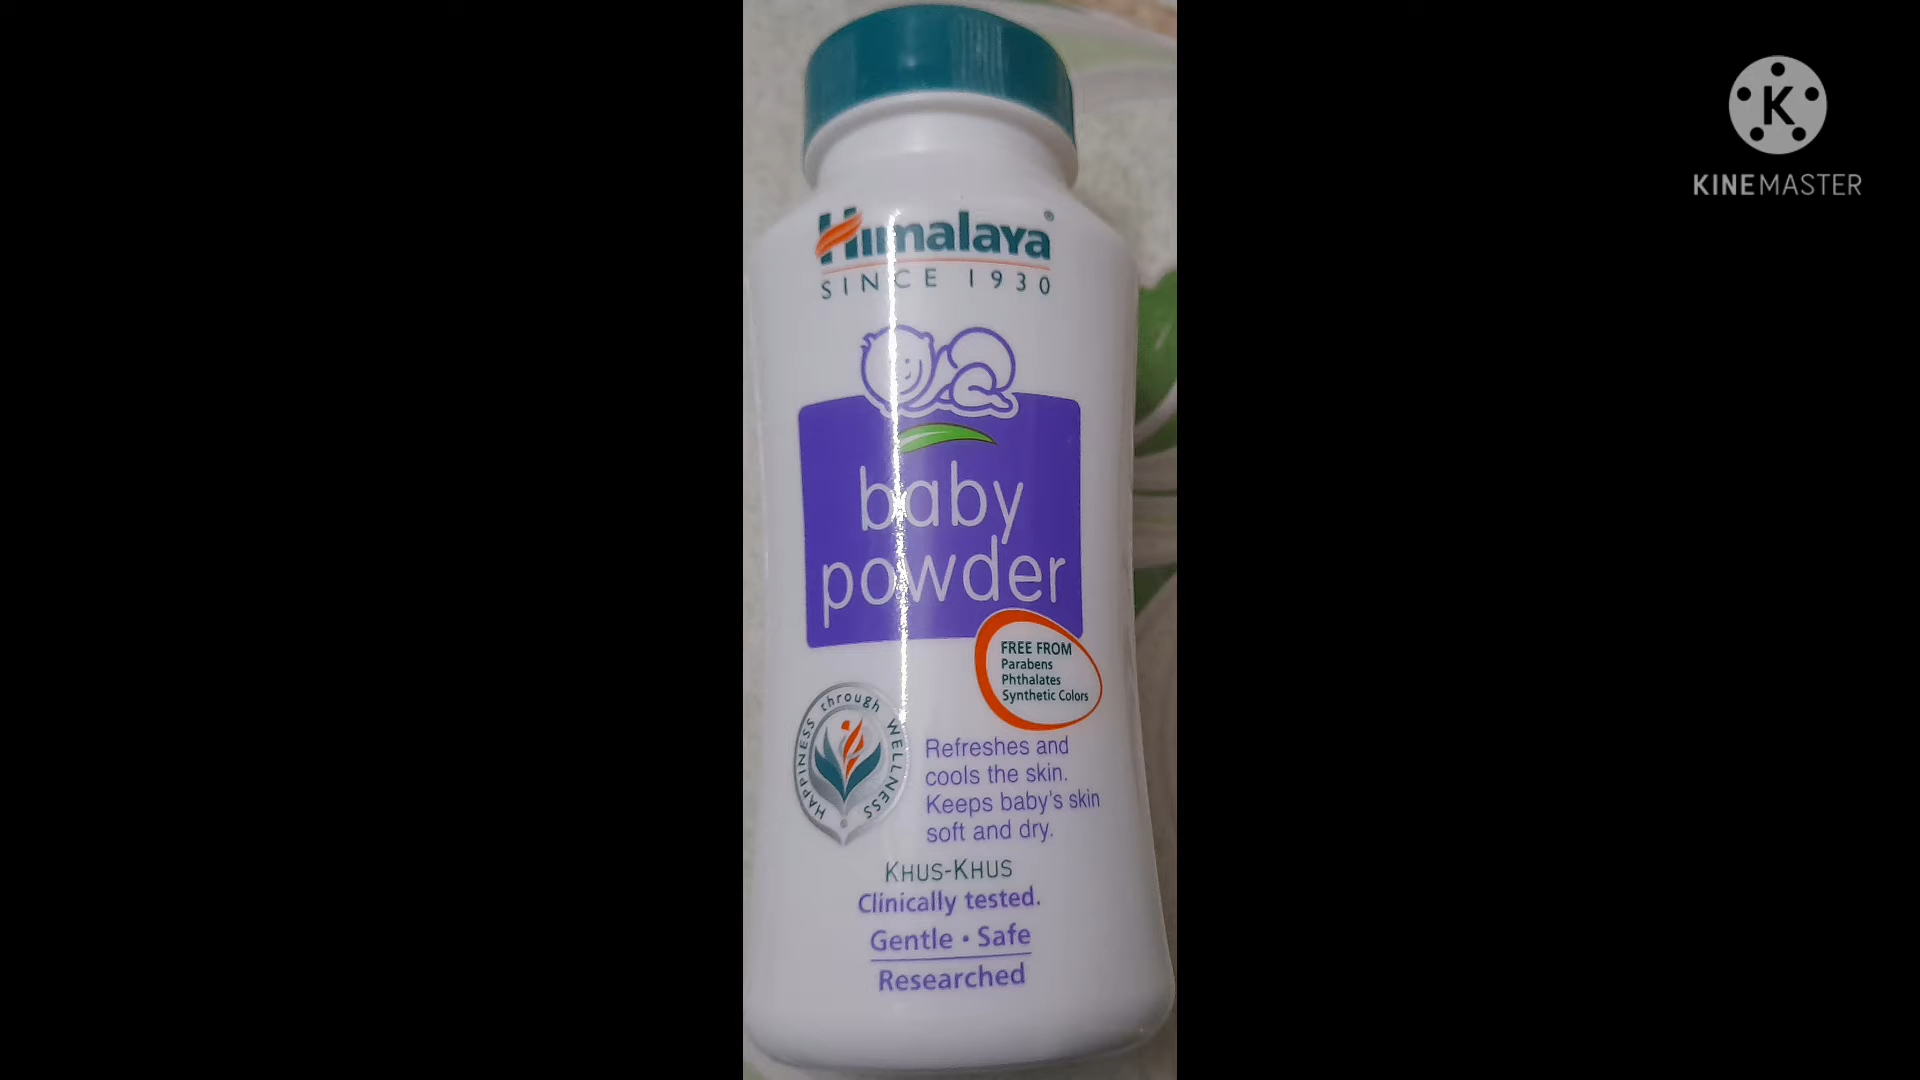 Himalaya®
SINCE 1930
baby
powder
FREE FROM
Parabens
Phthalates
Synthetic Colors
HAPPINESS through WELLNESS
Refreshes and
cools the skin.
Keeps baby's skin
soft and dry.
KHUS-KHUS
Clinically tested.
Gentle • Safe
Researched
K
KINEMASTER